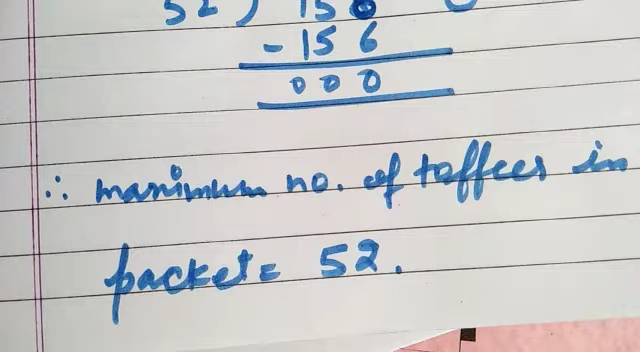 52 ) 156
- 156
000
∴ maximum no. of toffees in
packet = 52.